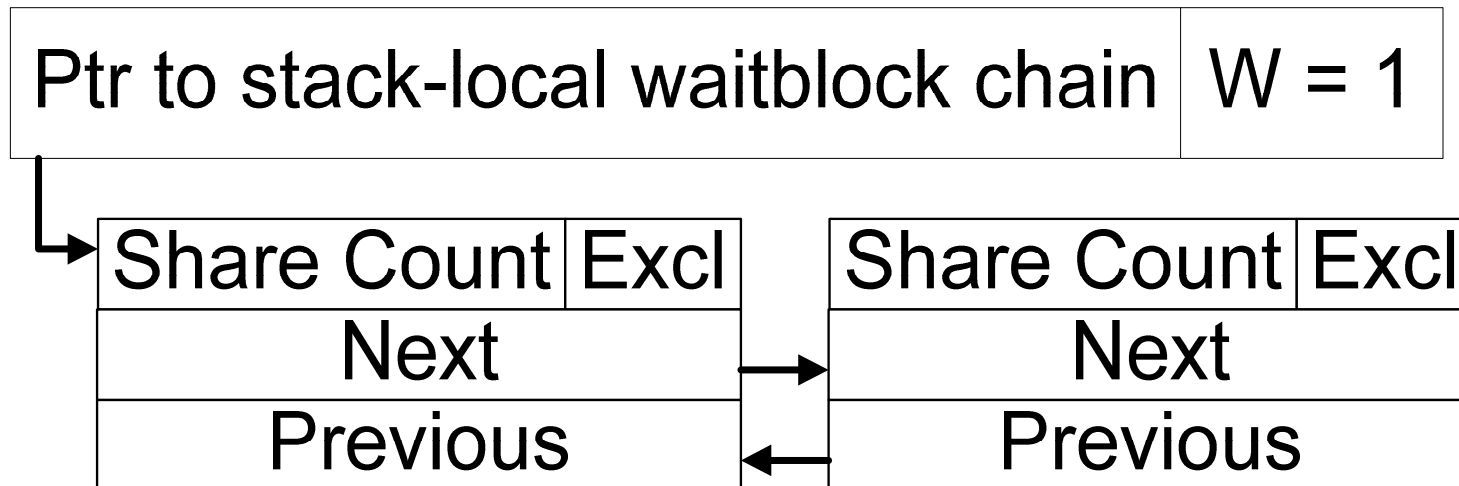 Ptr to stack-local waitblock chain W = 1
Share Count Excl Share Count Excl
Next Next
Previous Previous